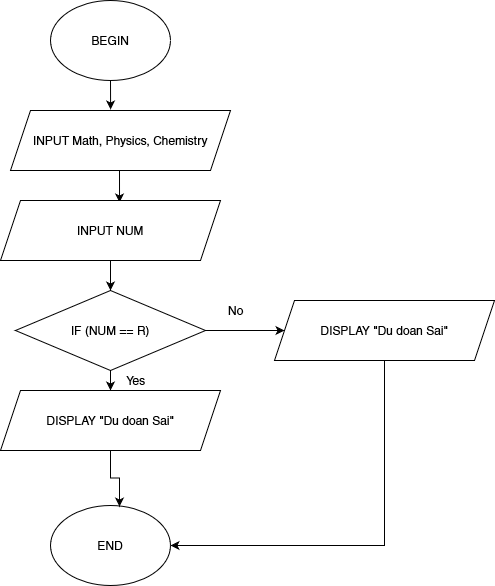 BEGIN
INPUT Math, Physics, Chemistry
INPUT NUM
IF (NUM == R)
No
DISPLAY "Du doan Sai"
Yes
DISPLAY "Du doan Sai"
END